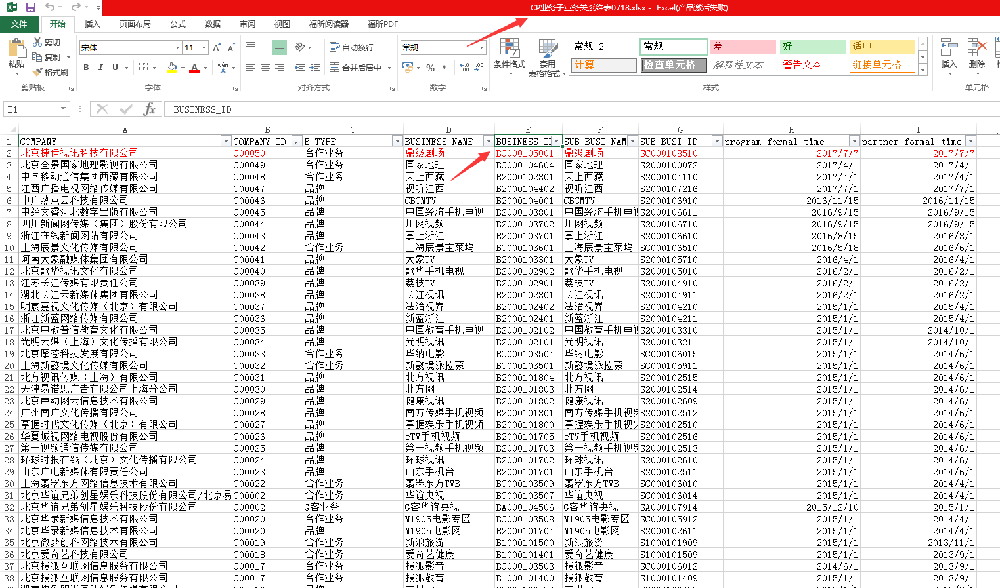 CP业务子业务关系维表0718.xlsx - Excel(产品激活失败)
文件 开始 插入 页面布局 公式 数据 审阅 视图 福昕阅读器 福昕PDF
粘贴 剪切 复制 格式刷
宋体 11 A A
B I U A wén 文
自动换行
合并后居中
常规
% ,
条件格式 套用 表格格式
常规 2 常规 差 好 适中
计算 检查单元格 解释性文本 警告文本 链接单元格
插入 删除
剪贴板 字体 对齐方式 数字 样式 单元格
E1 fx BUSINESS_ID
A B C D E F G H I
1 COMPANY COMPANY_ID B_TYPE BUSINESS_NAME BUSINESS_ID SUB_BUSI_NAM SUB_BUSI_ID program_formal_time partner_formal_time
2 北京捷佳视讯科技有限公司 C00050 合作业务 鼎级剧场 BC000105001 鼎级剧场 SC000108510 2017/7/7 2017/7/7
3 北京全景国家地理影视有限公司 C00049 合作业务 国家地理 BC000104604 国家地理 S2000100072 2017/4/1 2017/4/1
4 中国移动通信集团西藏有限公司 C00048 合作业务 天上西藏 B2000102301 天上西藏 S2000104110 2017/4/1 2017/4/1
5 江西广播电视网络传媒有限公司 C00047 品牌 视听江西 B2000104402 视听江西 S2000107216 2017/7/1 2017/7/1
6 中广热点云科技有限公司 C00046 品牌 CBCMTV B2000104001 CBCMTV S2000106910 2016/11/15 2016/11/15
7 中经文睿河北数字出版有限公司 C00045 品牌 中国经济手机电视 B2000103801 中国经济手机电视 S2000106611 2016/9/15 2016/9/15
8 四川新闻网传媒（集团）股份有限公司 C00044 品牌 川网视频 B2000103702 川网视频 S2000106710 2016/9/15 2016/9/15
9 浙江在线新闻网站有限公司 C00043 品牌 掌上浙江 B2000103701 掌上浙江 S2000106610 2016/8/15 2016/8/1
10 上海辰景文化传媒有限公司 C00042 合作业务 上海辰景宝莱坞 BC000103601 上海辰景宝莱坞 SC000106510 2016/5/18 2016/6/1
11 河南大象融媒体集团有限公司 C00041 品牌 大象TV B2000103301 大象TV S2000105710 2016/4/1 2016/4/1
12 北京歌华视讯文化有限公司 C00040 品牌 歌华手机电视 B2000102902 歌华手机电视 S2000105010 2016/2/1 2016/2/1
13 江苏长江传媒有限责任公司 C00039 品牌 荔枝TV B2000102901 荔枝TV S2000104910 2016/2/1 2016/2/1
14 湖北长江云新媒体集团有限公司 C00038 品牌 长江视讯 B2000102801 长江视讯 S2000104911 2016/2/1 2016/2/1
15 明宸嘉视文化传媒（北京）有限公司 C00037 品牌 法治视界 B2000102402 法治视界 S2000104210 2015/1/1 2015/4/1
16 浙江新蓝网络传媒有限公司 C00036 品牌 新蓝浙江 B2000102401 新蓝浙江 S2000104211 2015/1/1 2015/4/1
17 北京中教普信教育文化有限公司 C00035 品牌 中国教育手机电视 B2000102102 中国教育手机电视 S2000103310 2015/1/1 2014/10/1
18 光明云媒（上海）文化传播有限公司 C00034 品牌 光明视讯 B2000102101 光明视讯 S2000103211 2015/1/1 2014/10/1
19 北京摩苍科技发展有限公司 C00033 合作业务 华纳电影 BC000103504 华纳电影 SC000106015 2015/1/1 2014/6/1
20 上海新懿境文化传媒有限公司 C00032 合作业务 新懿境派拉蒙 BC000103501 新懿境派拉蒙 SC000105911 2015/1/1 2014/6/1
21 北方视讯传媒（上海）有限公司 C00031 品牌 北方视讯 B2000101804 北方视讯 S2000102515 2015/1/1 2014/6/1
22 天津易诺思广告有限公司上海分公司 C00030 品牌 北方网 B2000101803 北方网 S2000102514 2015/1/1 2014/6/1
23 北京声动网云信息技术有限公司 C00029 品牌 健康视讯 B2000101802 健康视讯 S2000102609 2015/1/1 2014/6/1
24 广州南广文化传播有限公司 C00028 品牌 南方传媒手机视频 B2000101801 南方传媒手机视频 S2000102512 2015/1/1 2014/6/1
25 掌握时代文化传媒（北京）有限公司 C00027 品牌 掌握娱乐手机视频 B2000101800 掌握娱乐手机视频 S2000102510 2015/1/1 2014/6/1
26 华夏城视网络电视股份有限公司 C00026 品牌 eTV手机视频 B2000101705 eTV手机视频 S2000102516 2015/1/1 2014/6/1
27 第一视频通信传媒有限公司 C00025 品牌 第一视频手机视频 B2000101703 第一视频手机视频 S2000102513 2015/1/1 2014/6/1
28 环球时报在线（北京）文化传播有限公司 C00024 品牌 环球视讯 B2000101702 环球视讯 S2000102610 2015/1/1 2014/6/1
29 山东广电新媒体有限责任公司 C00023 品牌 山东手机台 B2000101701 山东手机台 S2000102511 2015/1/1 2014/6/1
30 上海翡翠东方网络信息技术有限公司 C00022 合作业务 翡翠东方TVB BC000103509 翡翠东方TVB SC000106010 2015/1/1 2014/4/1
31 北京华谊兄弟创星娱乐科技股份有限公司/北京易 C00002 合作业务 华谊央视 BC000103507 华谊央视 SC000106014 2015/1/1 2014/4/1
32 北京华谊兄弟创星娱乐科技股份有限公司 C00002 G客业务 G客华谊央视 BA000104506 G客华谊央视 SA000107914 2015/12/10 2015/1/1
33 北京华录新媒信息技术有限公司 C00020 合作业务 M1905电影专区 BC000103508 M1905电影专区 SC000105912 2015/1/1 2014/4/1
34 北京华录新媒信息技术有限公司 C00020 品牌 M1905电影网 B2000101704 M1905电影网 S2000102611 2015/1/1 2014/4/1
35 北京微梦创科网络技术有限公司 C00019 合作业务 新浪旅游 B1000101500 新浪旅游 S1000101909 2015/1/1 2013/11/1
36 北京爱奇艺科技有限公司 C00018 合作业务 爱奇艺健康 B1000101401 爱奇艺健康 S1000101509 2015/1/1 2013/9/1
37 北京搜狐互联网信息服务有限公司 C00017 合作业务 搜狐影音 BC000103503 搜狐影音 SC000106012 2014/6/1 2013/9/1
38 北京搜狐互联网信息服务有限公司 C00017 合作业务 搜狐教育 B1000101400 搜狐教育 S1000101409 2015/1/1 2013/9/1